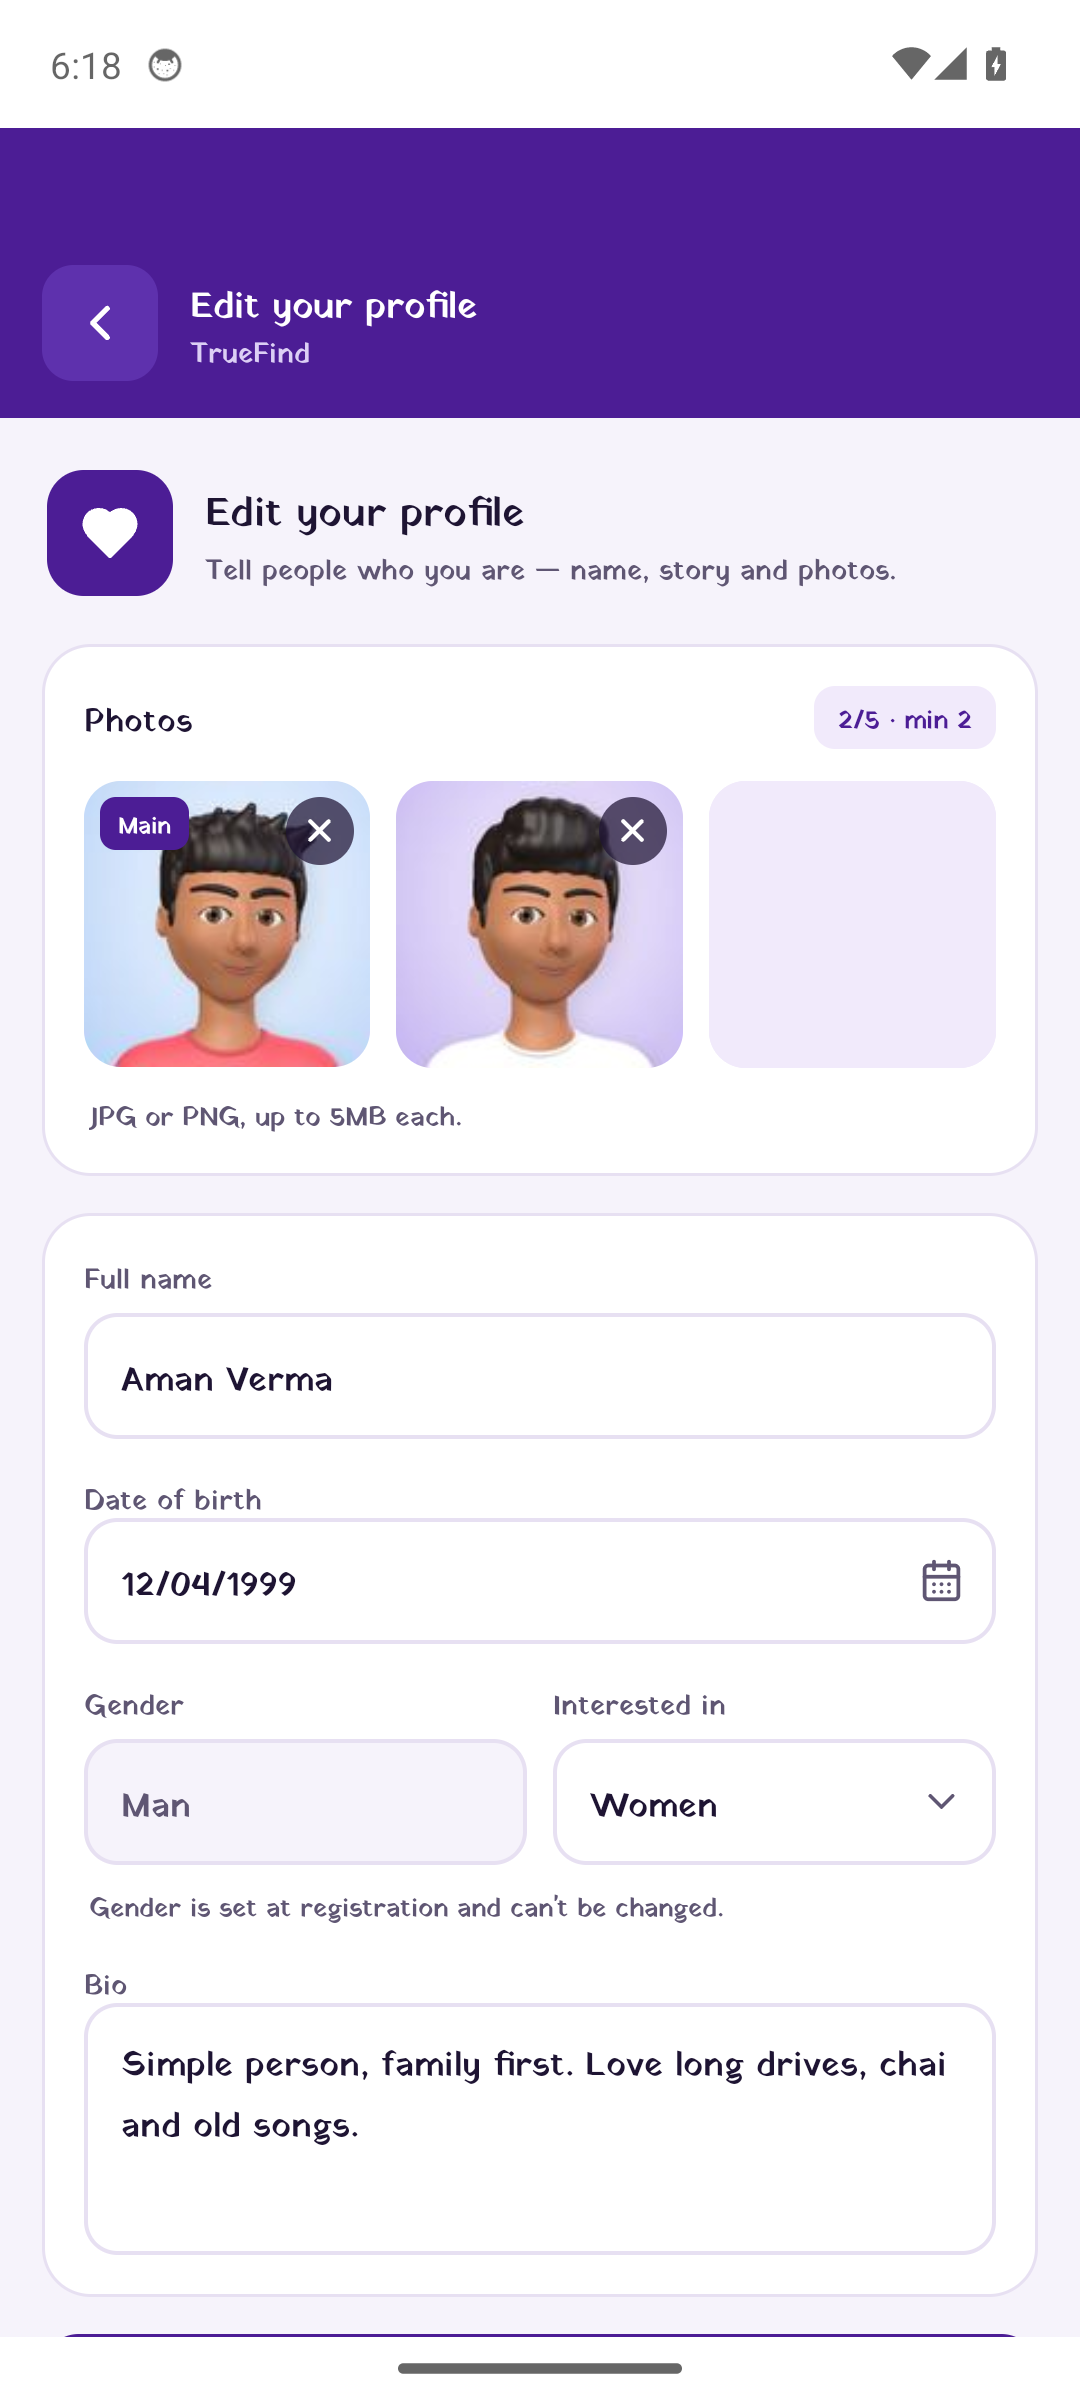 6:18
Edit your profile
TrueFind
Edit your profile
Tell people who you are — name, story and photos.
Photos
2/5 · min 2
Main
JPG or PNG, up to 5MB each.
Full name
Aman Verma
Date of birth
12/04/1999
Gender
Interested in
Man
Women
Gender is set at registration and can't be changed.
Bio
Simple person, family first. Love long drives, chai
and old songs.